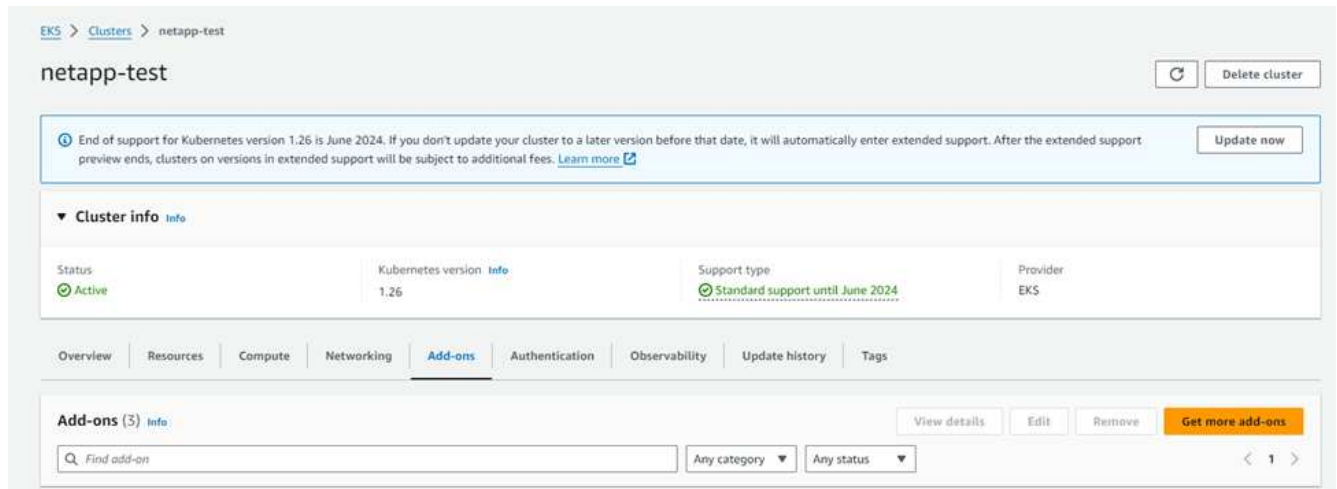 EKS > Clusters > netapp-test
netapp-test
Delete cluster
End of support for Kubernetes version 1.26 is June 2024. If you don't update your cluster to a later version before that date, it will automatically enter extended support. After the extended support
preview ends, clusters on versions in extended support will be subject to additional fees. Learn more
Update now
Cluster info Info
Status
Active
Kubernetes version Info
1.26
Support type
Standard support until June 2024
Provider
EKS
Overview Resources Compute Networking Add-ons Authentication Observability Update history Tags
Add-ons (3) Info
View details Edit Remove Get more add-ons
Find add-on
Any category Any status < 1 >